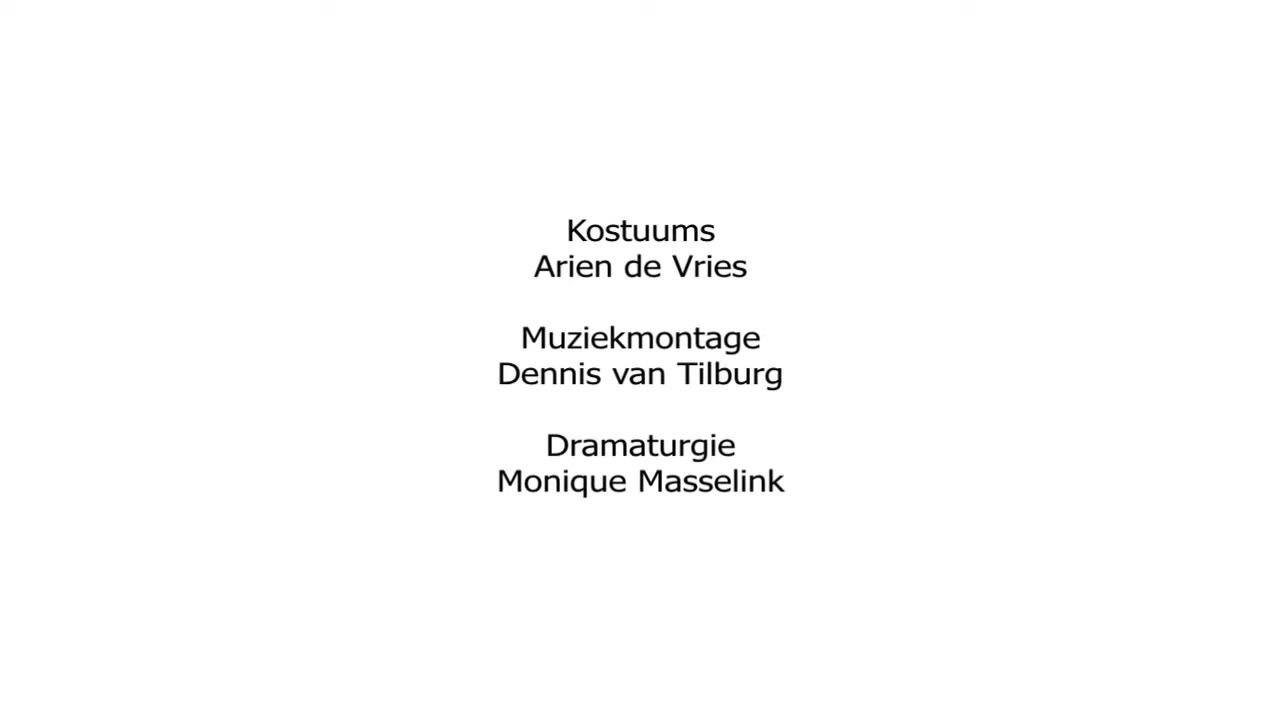 Kostuums
Arien de Vries
Muziekmontage
Dennis van Tilburg
Dramaturgie
Monique Masselink